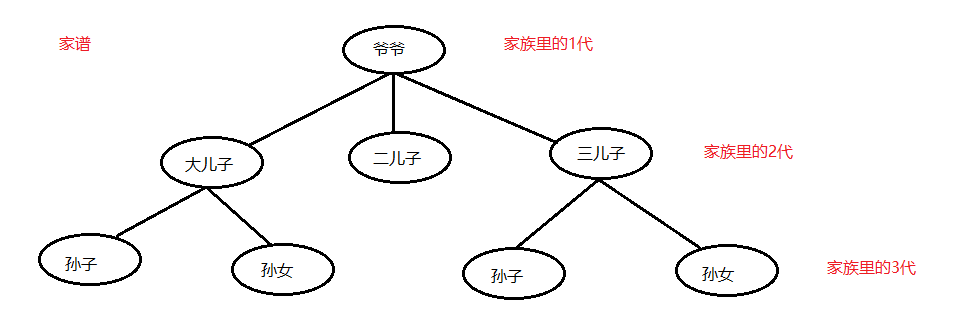 家谱
爷爷
家族里的1代
大儿子
二儿子
三儿子
家族里的2代
孙子
孙女
孙子
孙女
家族里的3代